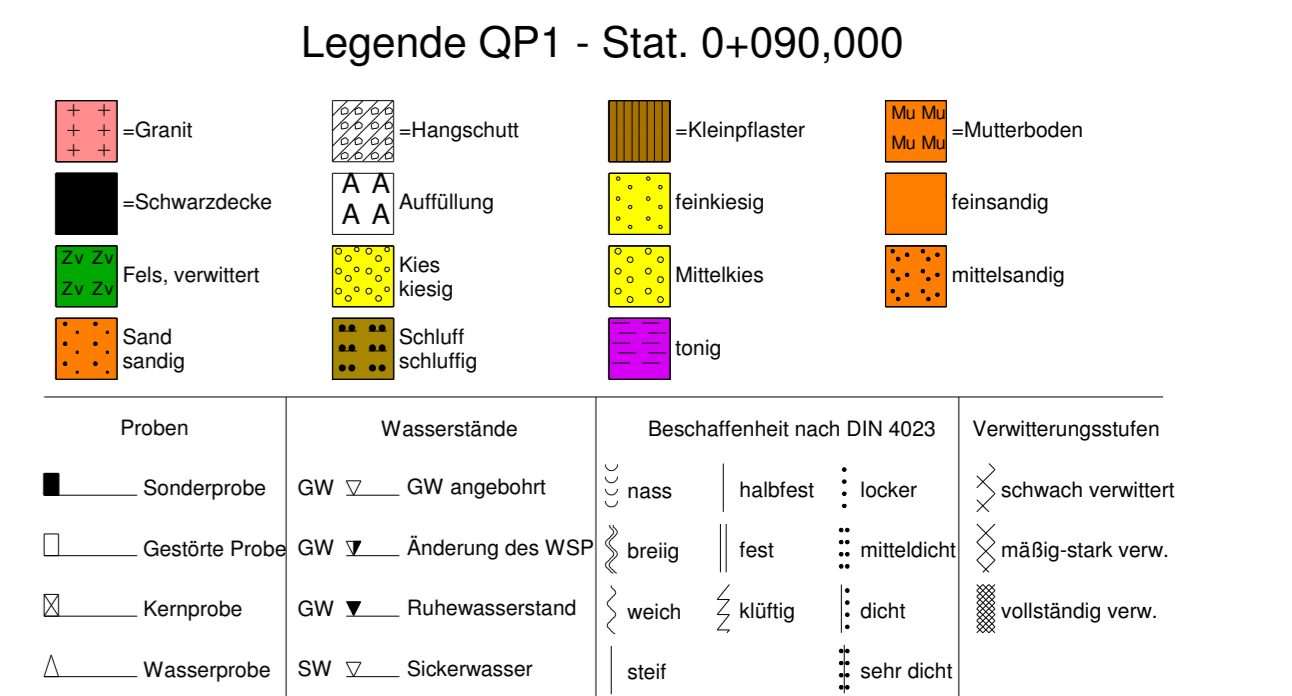 Legende QP1 - Stat. 0+090,000
+ +
+ +
+ +
=Granit
=Hangschutt
=Kleinpflaster
Mu Mu
Mu Mu
=Mutterboden
=Schwarzdecke
A A
A A
Auffüllung
feinkiesig
feinsandig
Zv Zv
Zv Zv
Fels, verwittert
Kies
kiesig
Mittelkies
mittelsandig
Sand
sandig
Schluff
schluffig
tonig
Proben
Sonderprobe
Gestörte Probe
Kernprobe
Wasserprobe
Wasserstände
GW GW angebohrt
GW Änderung des WSP
GW Ruhewasserstand
SW Sickerwasser
Beschaffenheit nach DIN 4023
nass halbfest locker
breiig fest mitteldicht
weich klüftig dicht
steif sehr dicht
Verwitterungsstufen
schwach verwittert
mäßig-stark verw.
vollständig verw.